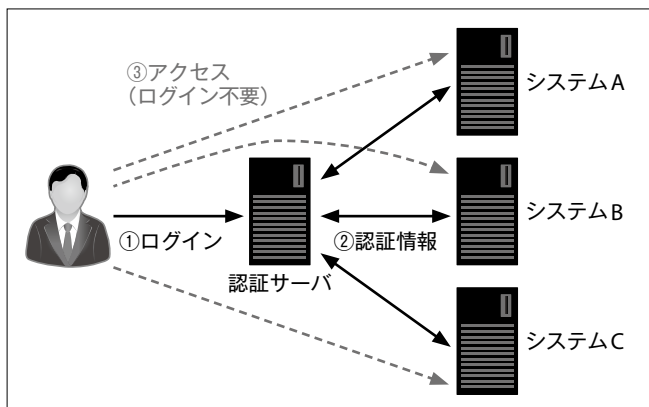 ③アクセス
（ログイン不要）
システムA
システムB
①ログイン
②認証情報
認証サーバ
システムC